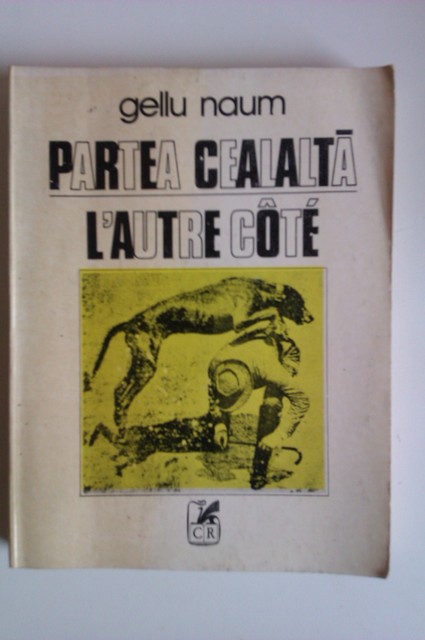 gellu naum
PARTEA CEALALTĂ
L'AUTRE CÔTÉ
CR